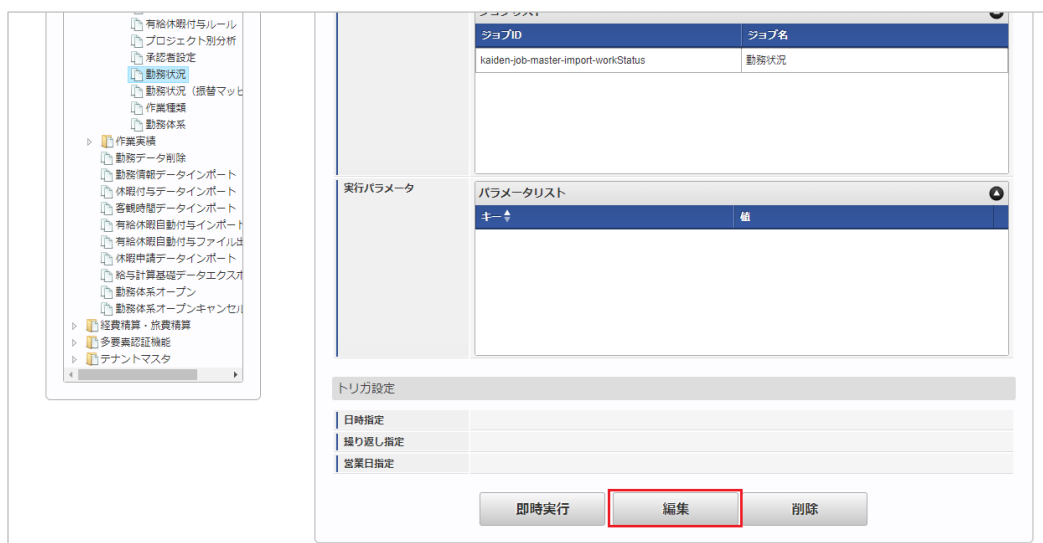 有給休暇付与ルール
プロジェクト別分析
承認者設定
勤務状況
勤務状況（振替マッピ
作業種類
勤務体系
作業実績
勤務データ削除
勤務情報データインポート
休暇付与データインポート
客観時間データインポート
有給休暇自動付与インポート
有給休暇自動付与ファイル出
休暇申請データインポート
給与計算基礎データエクスポ
勤務体系オープン
勤務体系オープンキャンセル
経費精算・旅費精算
多要素認証機能
テナントマスタ
ジョブリスト
ジョブID ジョブ名
kaiden-job-master-import-workStatus 勤務状況
実行パラメータ パラメータリスト
キー 値
トリガ設定
日時指定
繰り返し指定
営業日指定
即時実行 編集 削除